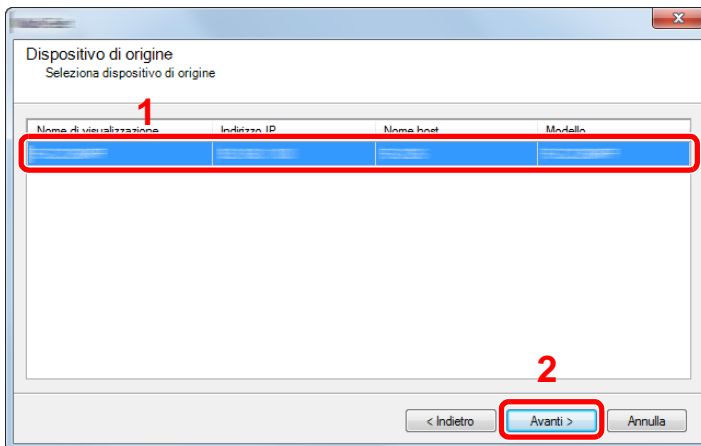 Dispositivo di origine
Seleziona dispositivo di origine
1
Nome di visualizzazione Indirizzo IP Nome host Modello
2
< Indietro Avanti > Annulla